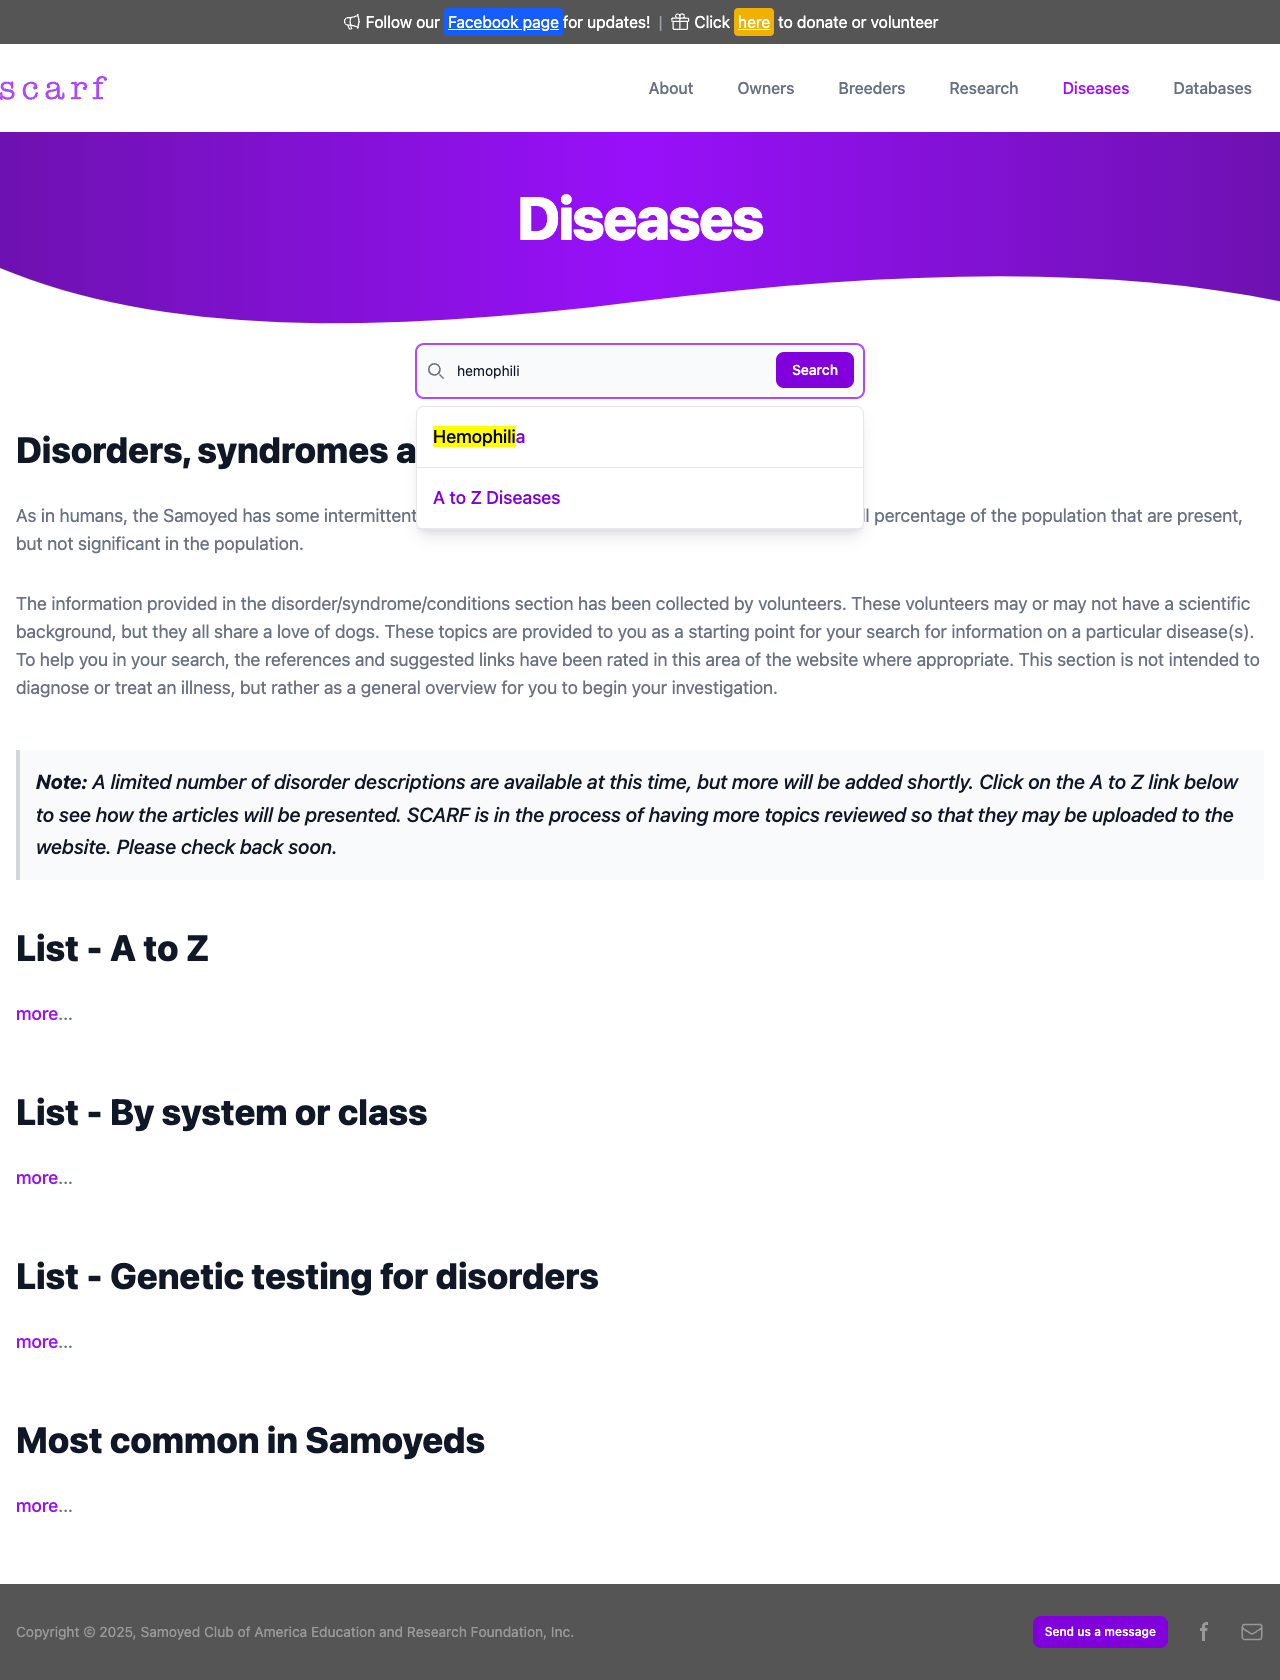 Follow our Facebook page for updates! | Click here to donate or volunteer
scarf
About Owners Breeders Research Diseases Databases
Diseases
hemophili
Search
Hemophilia
A to Z Diseases
Disorders, syndromes a
As in humans, the Samoyed has some intermittent percentage of the population that are present,
but not significant in the population.
The information provided in the disorder/syndrome/conditions section has been collected by volunteers. These volunteers may or may not have a scientific
background, but they all share a love of dogs. These topics are provided to you as a starting point for your search for information on a particular disease(s).
To help you in your search, the references and suggested links have been rated in this area of the website where appropriate. This section is not intended to
diagnose or treat an illness, but rather as a general overview for you to begin your investigation.
Note: A limited number of disorder descriptions are available at this time, but more will be added shortly. Click on the A to Z link below
to see how the articles will be presented. SCARF is in the process of having more topics reviewed so that they may be uploaded to the
website. Please check back soon.
List - A to Z
more...
List - By system or class
more...
List - Genetic testing for disorders
more...
Most common in Samoyeds
more...
Copyright © 2025, Samoyed Club of America Education and Research Foundation, Inc.
Send us a message